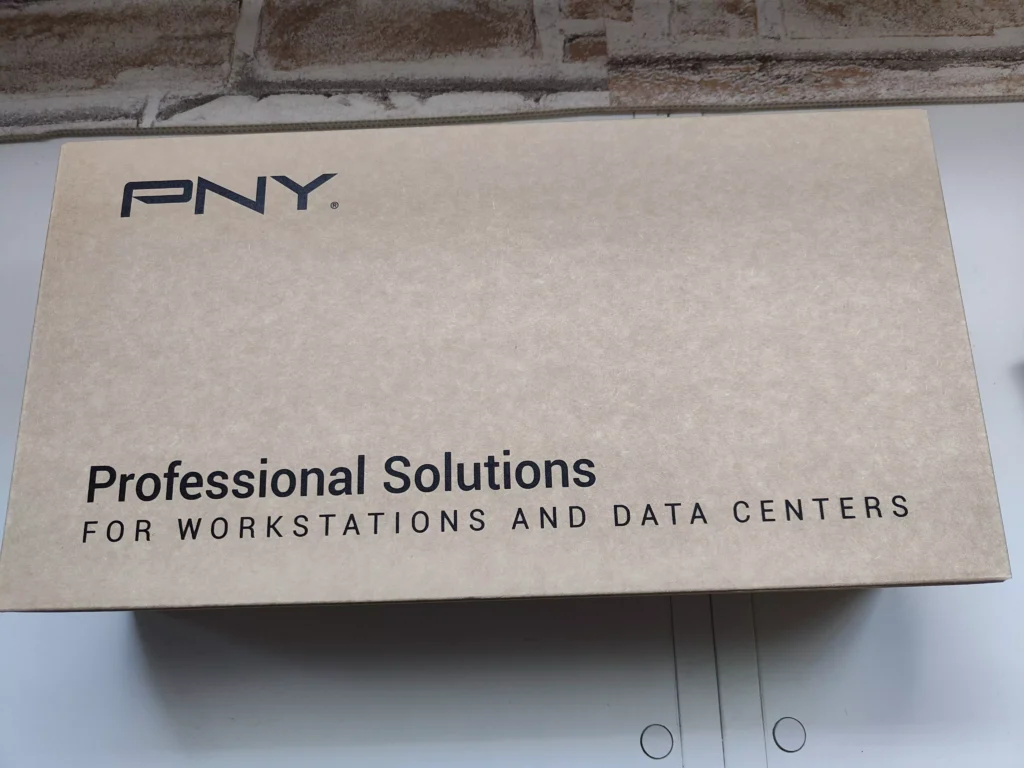 PNY®
Professional Solutions
FOR WORKSTATIONS AND DATA CENTERS